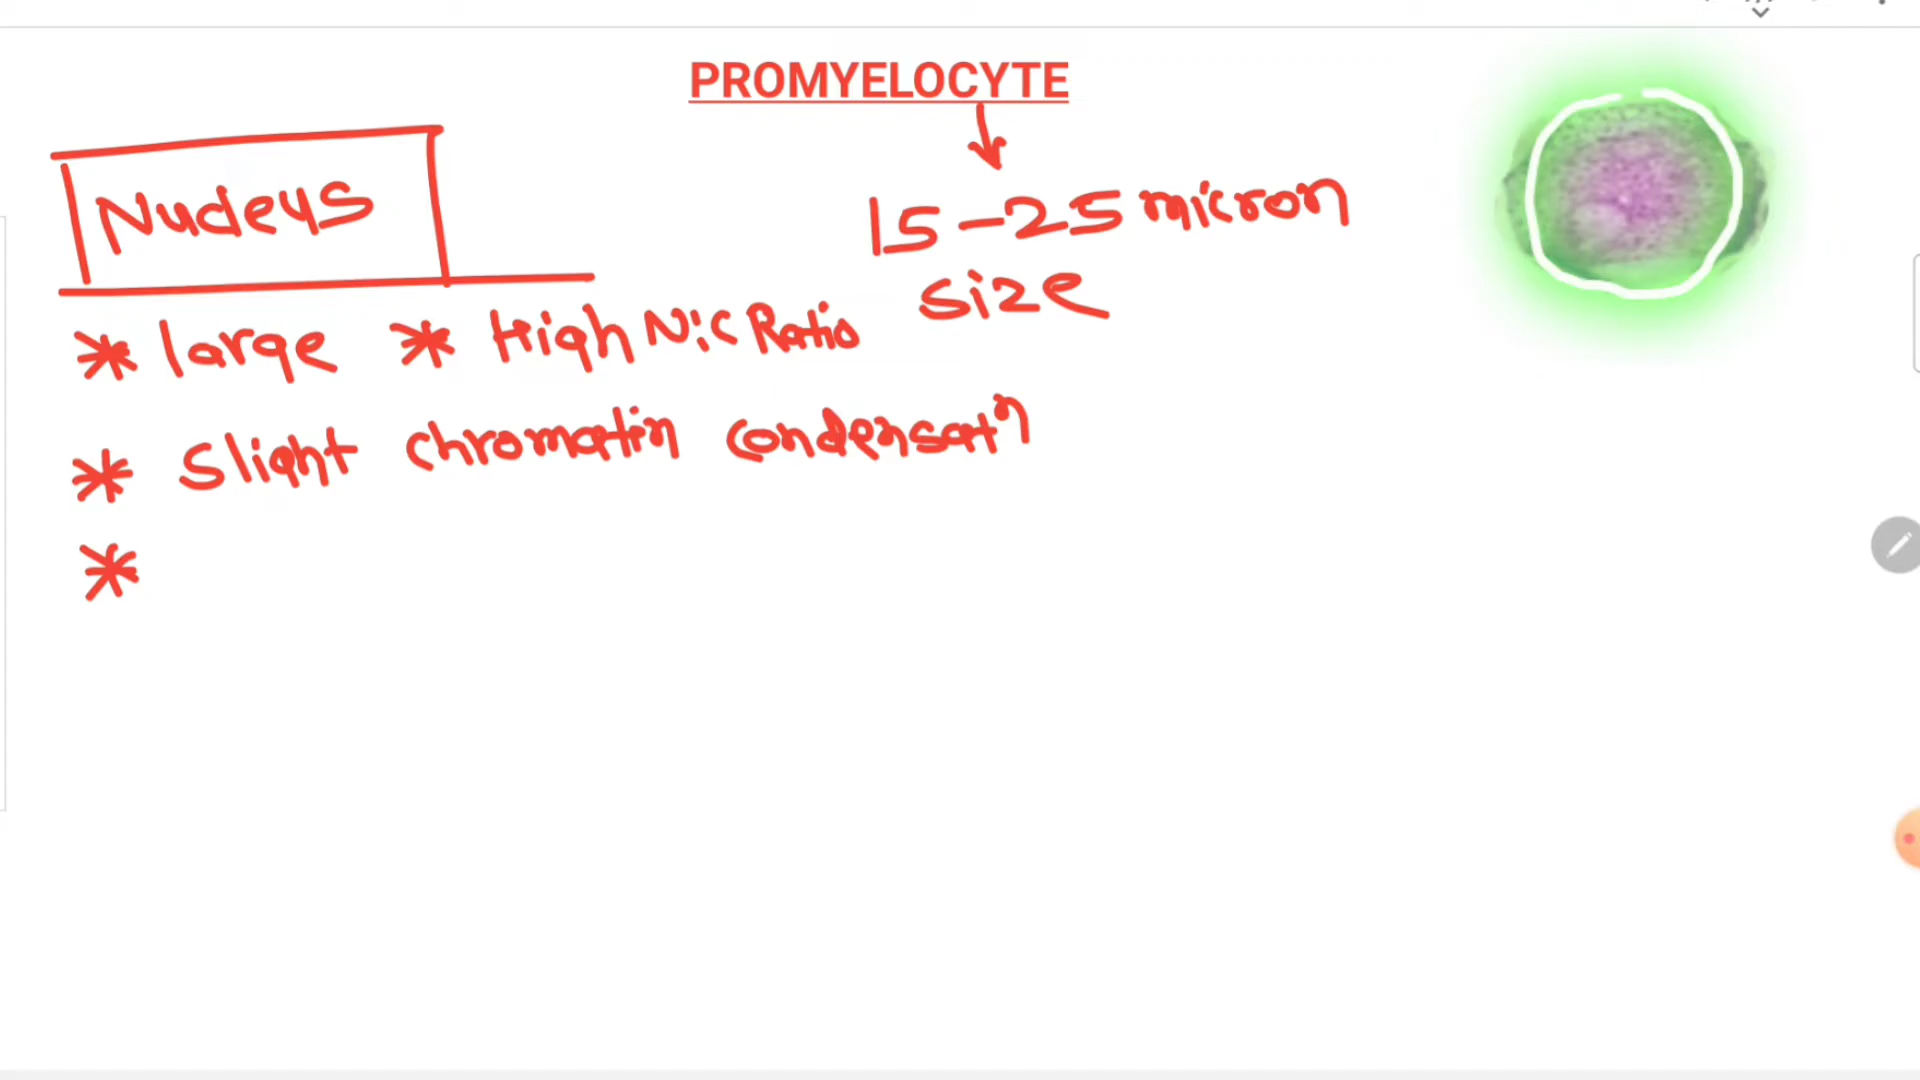 PROMYELOCYTE
15-25 micron
size
Nucleus
* large * High N:C Ratio
* Slight chromatin condensatⁿ
*